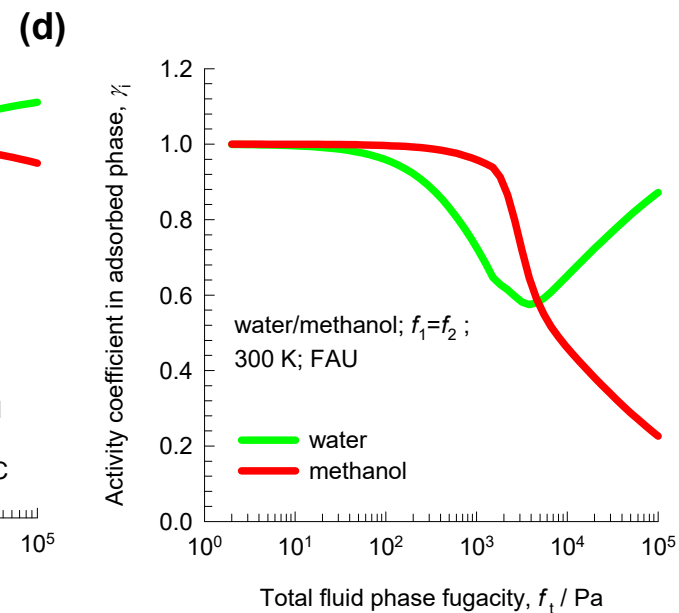 (d)
Activity coefficient in adsorbed phase, γi
1.2
1.0
0.8
0.6
0.4
0.2
0.0
water/methanol; f1=f2 ;
300 K; FAU
water
methanol
10^0
10^1
10^2
10^3
10^4
10^5
Total fluid phase fugacity, ft / Pa
C
10^5